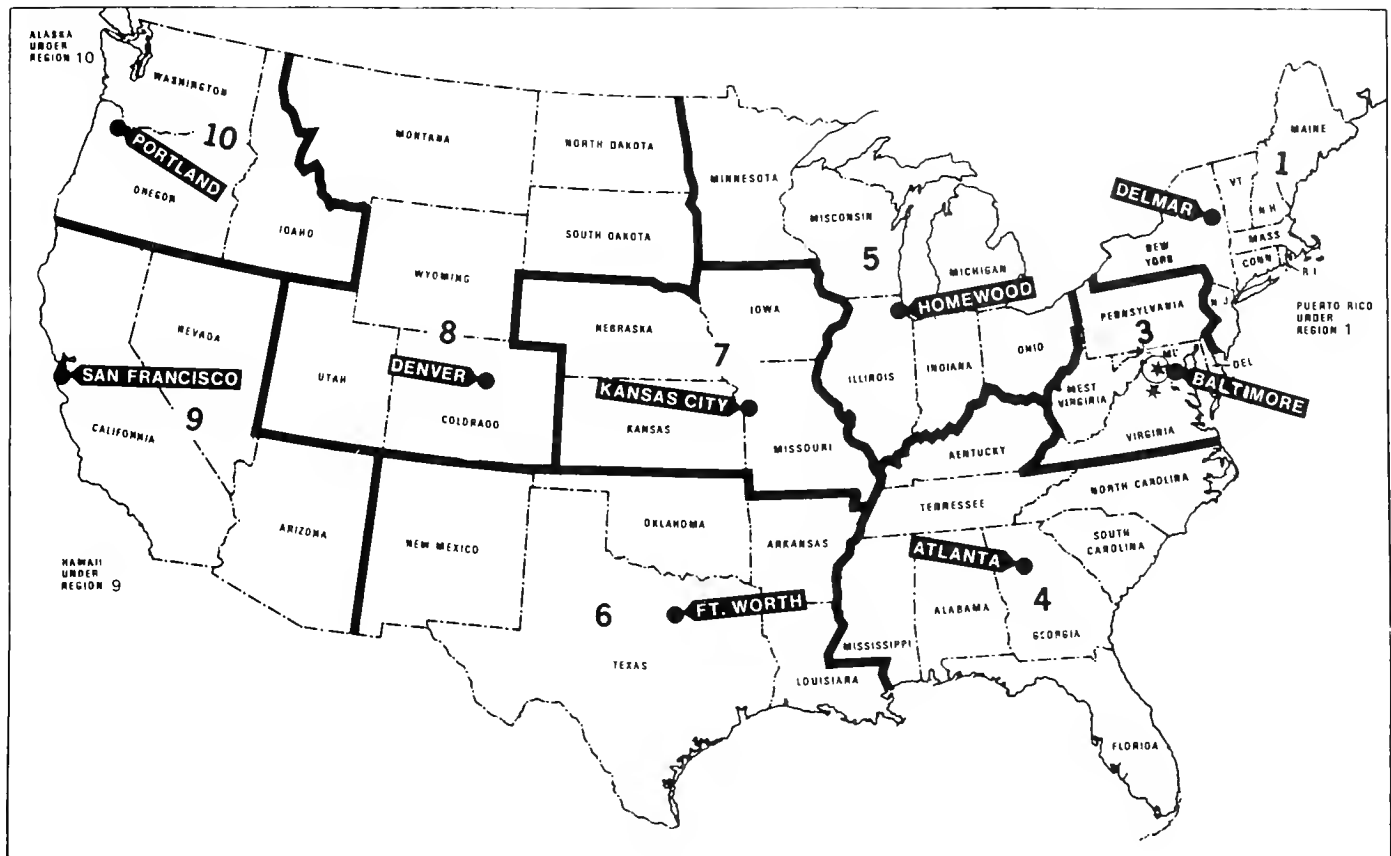 ALASKA
UNDER
REGION 10
WASHINGTON
10
PORTLAND
OREGON
IDAHO
MONTANA
NORTH DAKOTA
SOUTH DAKOTA
WYOMING
8
MINNESOTA
WISCONSIN
5
MICHIGAN
HOMEWOOD
MAINE
1
VT
N H
DELMAR
MASS
CONN
R I
NEW
YORK
PUERTO RICO
UNDER
REGION 1
PENNSYLVANIA
3
N J
DEL
BALTIMORE
WEST
VIRGINIA
VIRGINIA
OHIO
INDIANA
ILLIROIS
IOWA
NEBRASKA
7
KANSAS CITY
KANSAS
MISSOURI
NEVADA
SAN FRANCISCO
9
CALIFORNIA
UTAH
DENVER
COLORADO
ARIZONA
NEW MEXICO
HAWAII
UNDER
REGION 9
OKLAHOMA
ARKANSAS
6
FT. WORTH
TEXAS
LOUISIARA
MISSISSIPPI
KENTUCKY
TENNESSEE
NORTH CAROLINA
SOUTH
CAROLINA
ATLANTA
4
ALABAMA
GEORGIA
FLORIDA